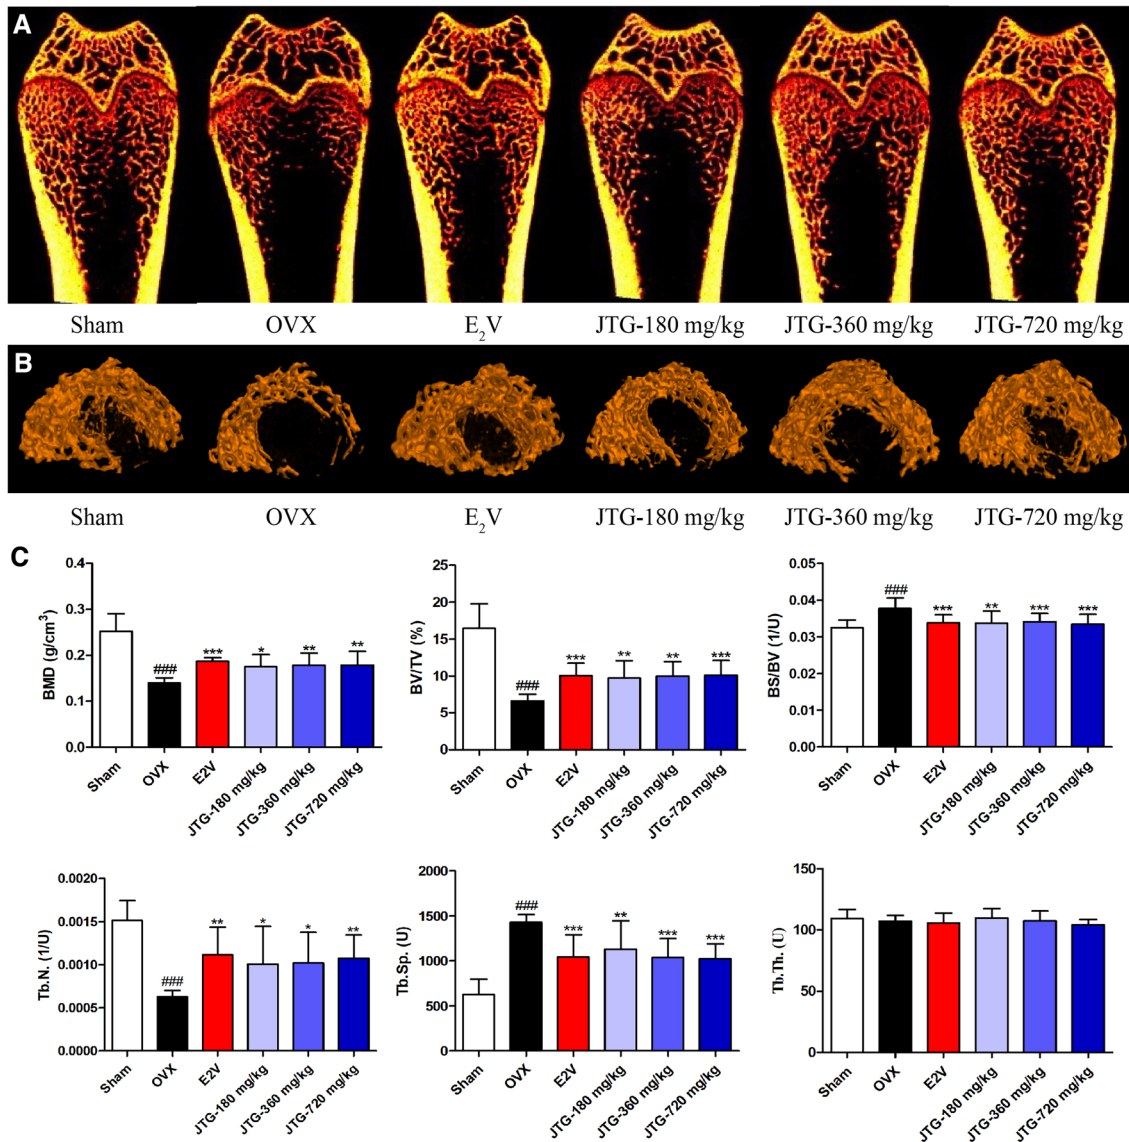 A
Sham OVX E₂V JTG-180 mg/kg JTG-360 mg/kg JTG-720 mg/kg
B
Sham OVX E₂V JTG-180 mg/kg JTG-360 mg/kg JTG-720 mg/kg
C
BMD (g/cm³)
0.4
0.3
0.2
0.1
0.0
###
***
*
**
**
Sham
OVX
E2V
JTG-180 mg/kg
JTG-360 mg/kg
JTG-720 mg/kg
BV/TV (%)
25
20
15
10
5
0
###
***
**
**
***
Sham
OVX
E2V
JTG-180 mg/kg
JTG-360 mg/kg
JTG-720 mg/kg
BS/BV (1/U)
0.05
0.04
0.03
0.02
0.01
0.00
###
***
**
***
***
Sham
OVX
E2V
JTG-180 mg/kg
JTG-360 mg/kg
JTG-720 mg/kg
Tb.N. (1/U)
0.0020
0.0015
0.0010
0.0005
0.0000
###
**
*
*
**
Sham
OVX
E2V
JTG-180 mg/kg
JTG-360 mg/kg
JTG-720 mg/kg
Tb.Sp. (U)
2000
1500
1000
500
0
###
***
**
***
***
Sham
OVX
E2V
JTG-180 mg/kg
JTG-360 mg/kg
JTG-720 mg/kg
Tb.Th. (U)
150
100
50
0
Sham
OVX
E2V
JTG-180 mg/kg
JTG-360 mg/kg
JTG-720 mg/kg